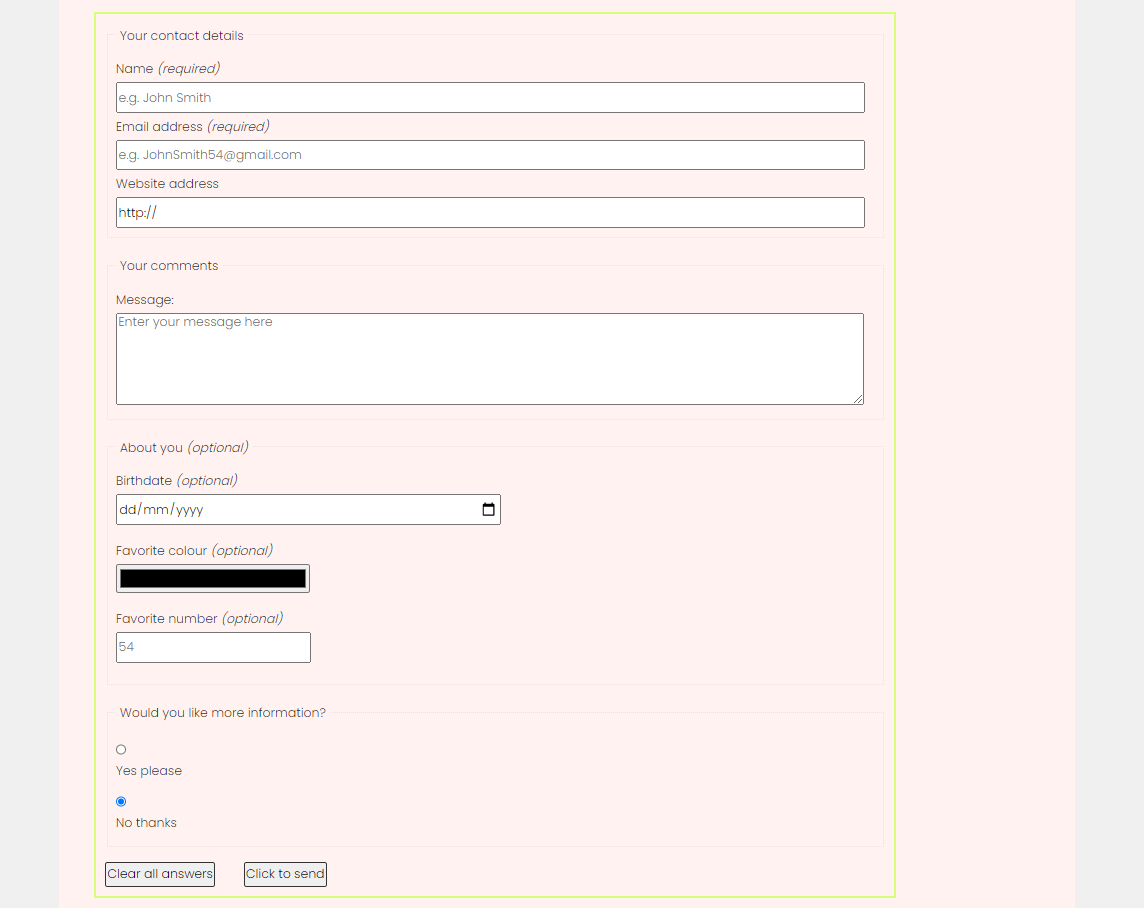 Your contact details
Name (required)
e.g. John Smith
Email address (required)
e.g. JohnSmith54@gmail.com
Website address
http://
Your comments
Message:
Enter your message here
About you (optional)
Birthdate (optional)
dd/mm/yyyy
Favorite colour (optional)
Favorite number (optional)
54
Would you like more information?
Yes please
No thanks
Clear all answers Click to send